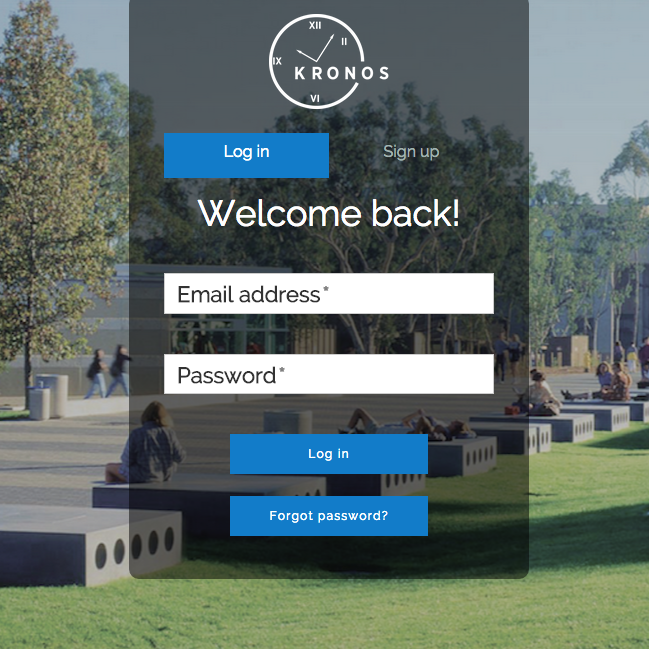 XII
II
IX
KRONOS
VI
Log in
Sign up
Welcome back!
Email address*
Password*
Log in
Forgot password?